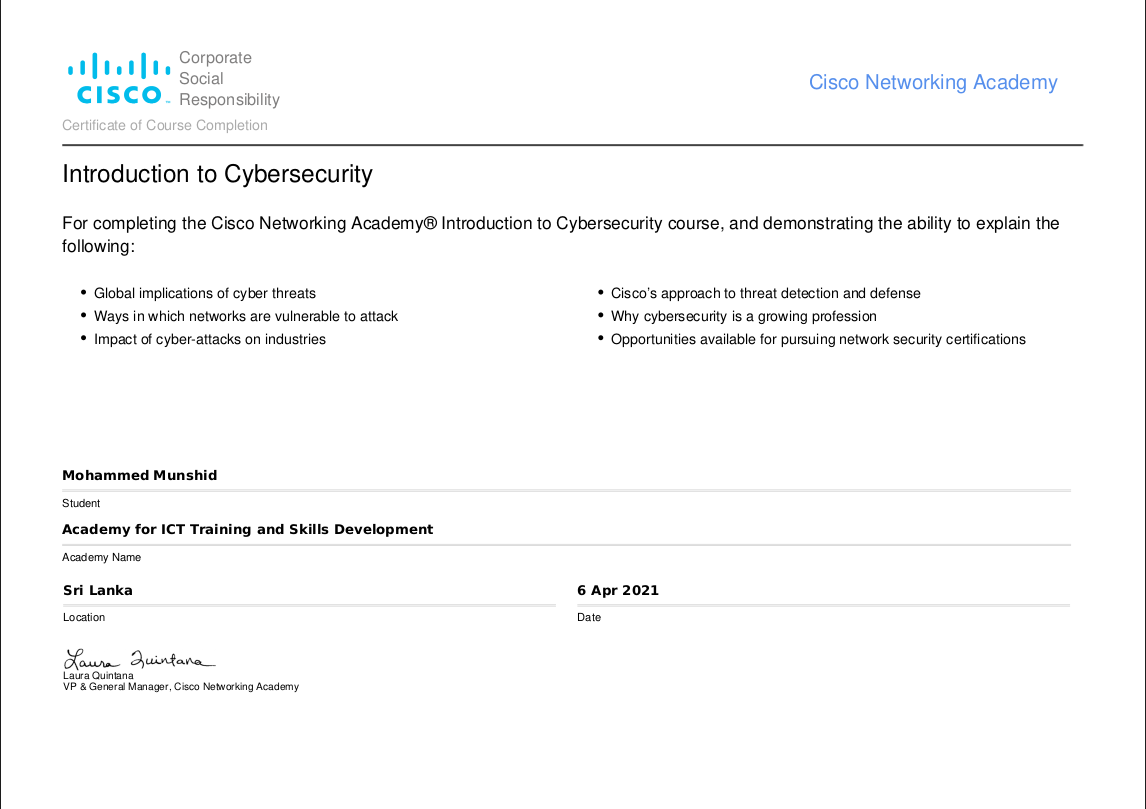 Corporate
Social
CISCO™ Responsibility
Cisco Networking Academy
Certificate of Course Completion
Introduction to Cybersecurity
For completing the Cisco Networking Academy® Introduction to Cybersecurity course, and demonstrating the ability to explain the
following:
• Global implications of cyber threats
• Ways in which networks are vulnerable to attack
• Impact of cyber-attacks on industries
• Cisco’s approach to threat detection and defense
• Why cybersecurity is a growing profession
• Opportunities available for pursuing network security certifications
Mohammed Munshid
Student
Academy for ICT Training and Skills Development
Academy Name
Sri Lanka
Location
6 Apr 2021
Date
Laura Quintana
Laura Quintana
VP & General Manager, Cisco Networking Academy